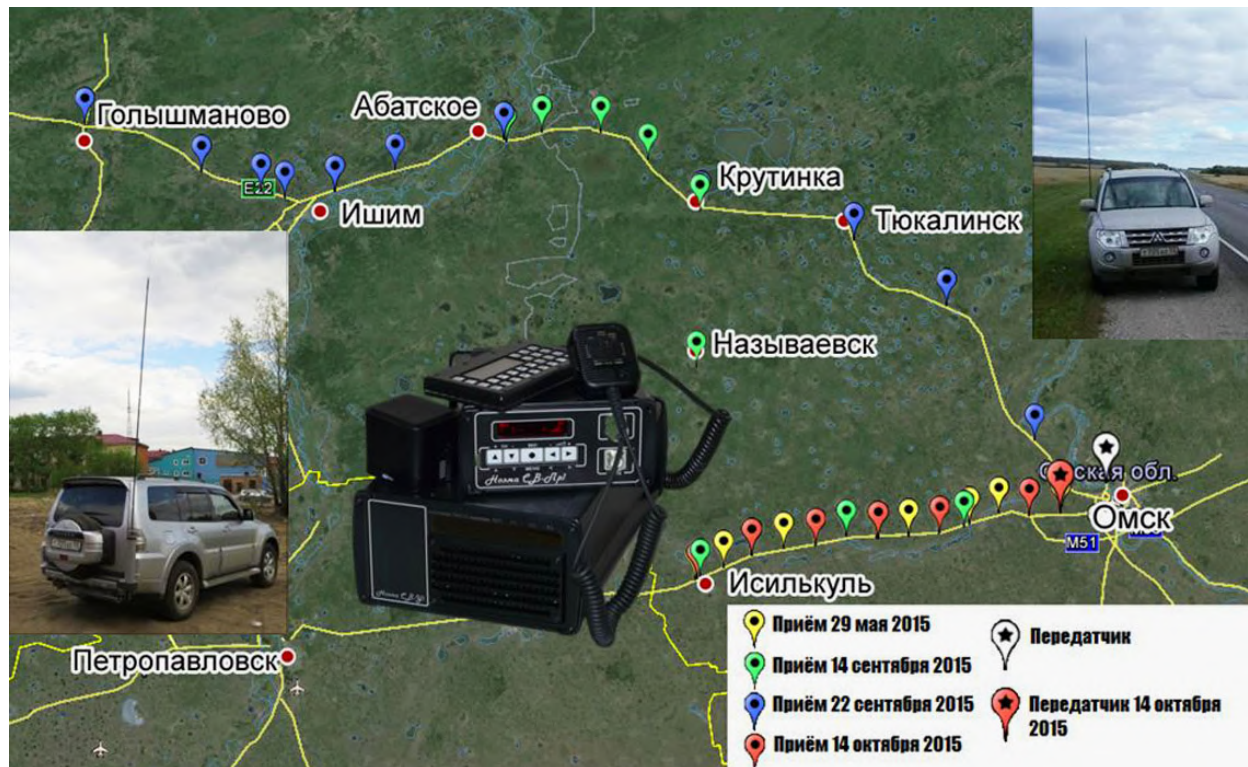 Голышманово
Абатское
E22
Ишим
Крутинка
Тюкалинск
Называевск
ская обл.
Омск
M51
Исилькуль
Петропавловск
Приём 29 мая 2015
Приём 14 сентября 2015
Приём 22 сентября 2015
Приём 14 октября 2015
Передатчик
Передатчик 14 октября
2015